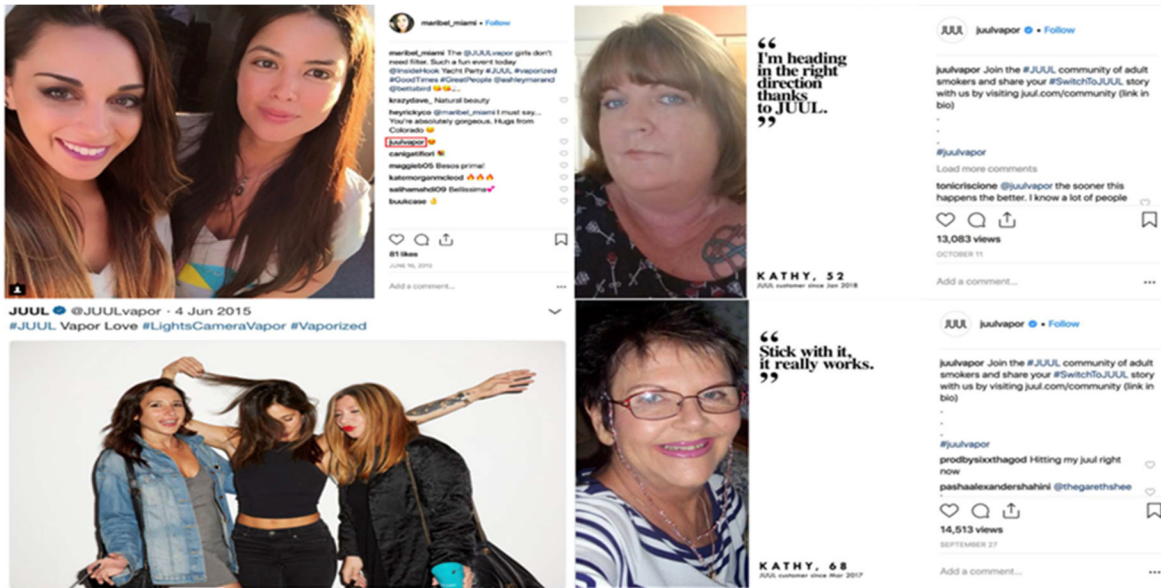 maribel_miami • Follow
maribel_miami The @JUULvapor girls don't
need filter. Such a fun event today
@InsideHook Yacht Party #JUUL #vaporized
#GoodTimes #GreatPeople @ashleymerand
@bettabird
krazydave_ Natural beauty
heyrickyco @maribel_miami I must say...
You're absolutely gorgeous. Hugs from
Colorado
juulvapor
canigatifiori
maggieb05 Besos prima!
katemorganmcleod
salihamahdi09 Bellissima
buukcase
81 likes
Add a comment...
JUUL @JUULvapor · 4 Jun 2015
#JUUL Vapor Love #LightsCameraVapor #Vaporized
“
I'm heading
in the right
direction
thanks
to JUUL.
”
KATHY, 52
JUUL customer since Jan 2018
JUUL juulvapor • Follow
juulvapor Join the #JUUL community of adult
smokers and share your #SwitchToJUUL story
with us by visiting juul.com/community (link in
bio)
.
.
.
#juulvapor
Load more comments
tonicriscione @juulvapor the sooner this
happens the better. I know a lot of people
13,083 views
OCTOBER 11
Add a comment...
“
Stick with it,
it really works.
”
KATHY, 68
JUUL customer since Mar 2017
JUUL juulvapor • Follow
juulvapor Join the #JUUL community of adult
smokers and share your #SwitchToJUUL story
with us by visiting juul.com/community (link in
bio)
.
.
.
#juulvapor
prodbysixxthagod Hitting my juul right
now
pashaalexandershahini @thegarethshee
14,513 views
SEPTEMBER 27
Add a comment...